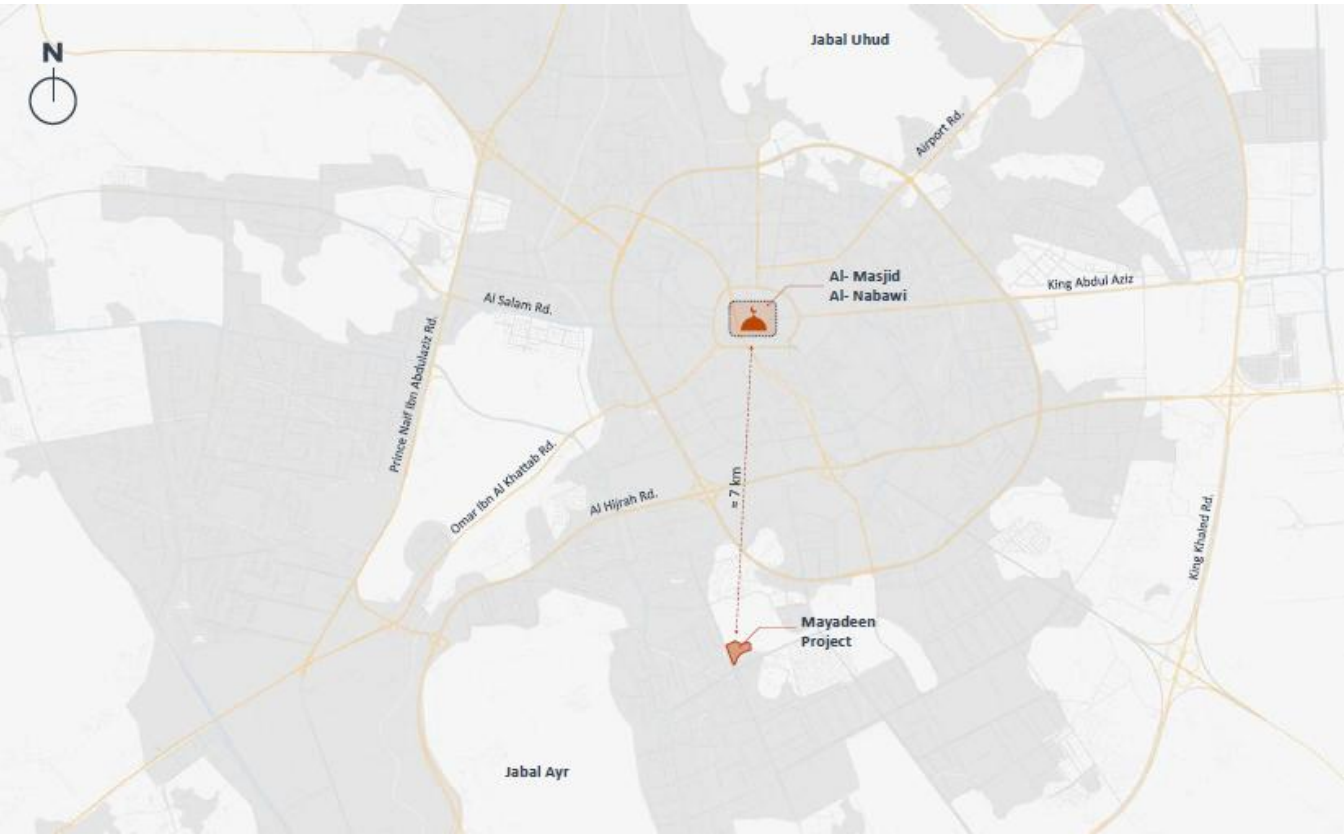 Jabal Uhud
N
Airport Rd.
Al- Masjid
Al- Nabawi
King Abdul Aziz
Al Salam Rd.
Prince Naif Ibn Abdulaziz Rd.
Omar Ibn Al Khattab Rd.
Al Hijrah Rd.
≈ 7 km
King Khaled Rd.
Mayadeen
Project
Jabal Ayr